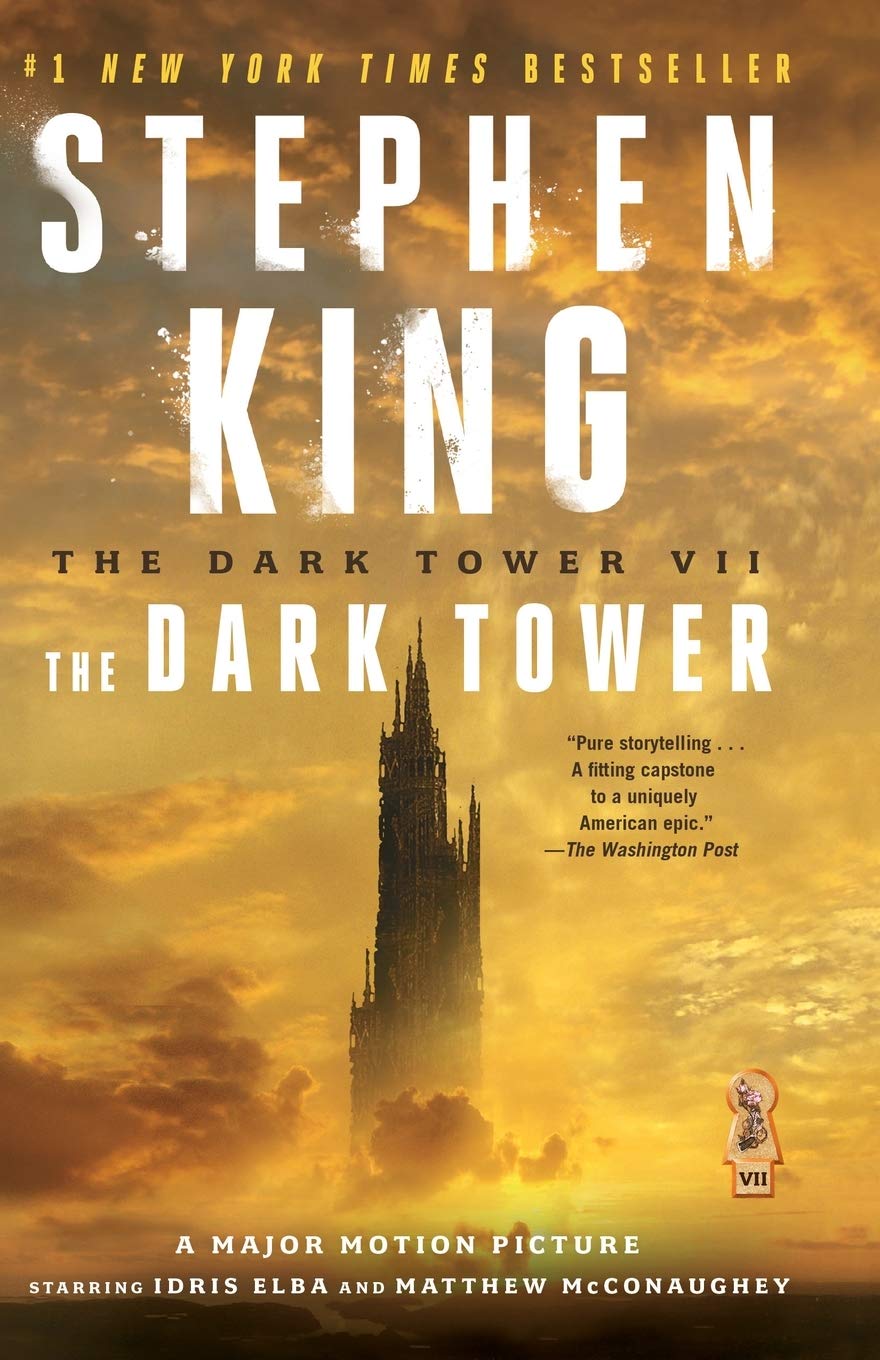 #1 NEW YORK TIMES BESTSELLER
STEPHEN
KING
THE DARK TOWER VII
THE DARK TOWER
“Pure storytelling . . .
A fitting capstone
to a uniquely
American epic.”
—The Washington Post
VII
A MAJOR MOTION PICTURE
STARRING IDRIS ELBA AND MATTHEW McCONAUGHEY